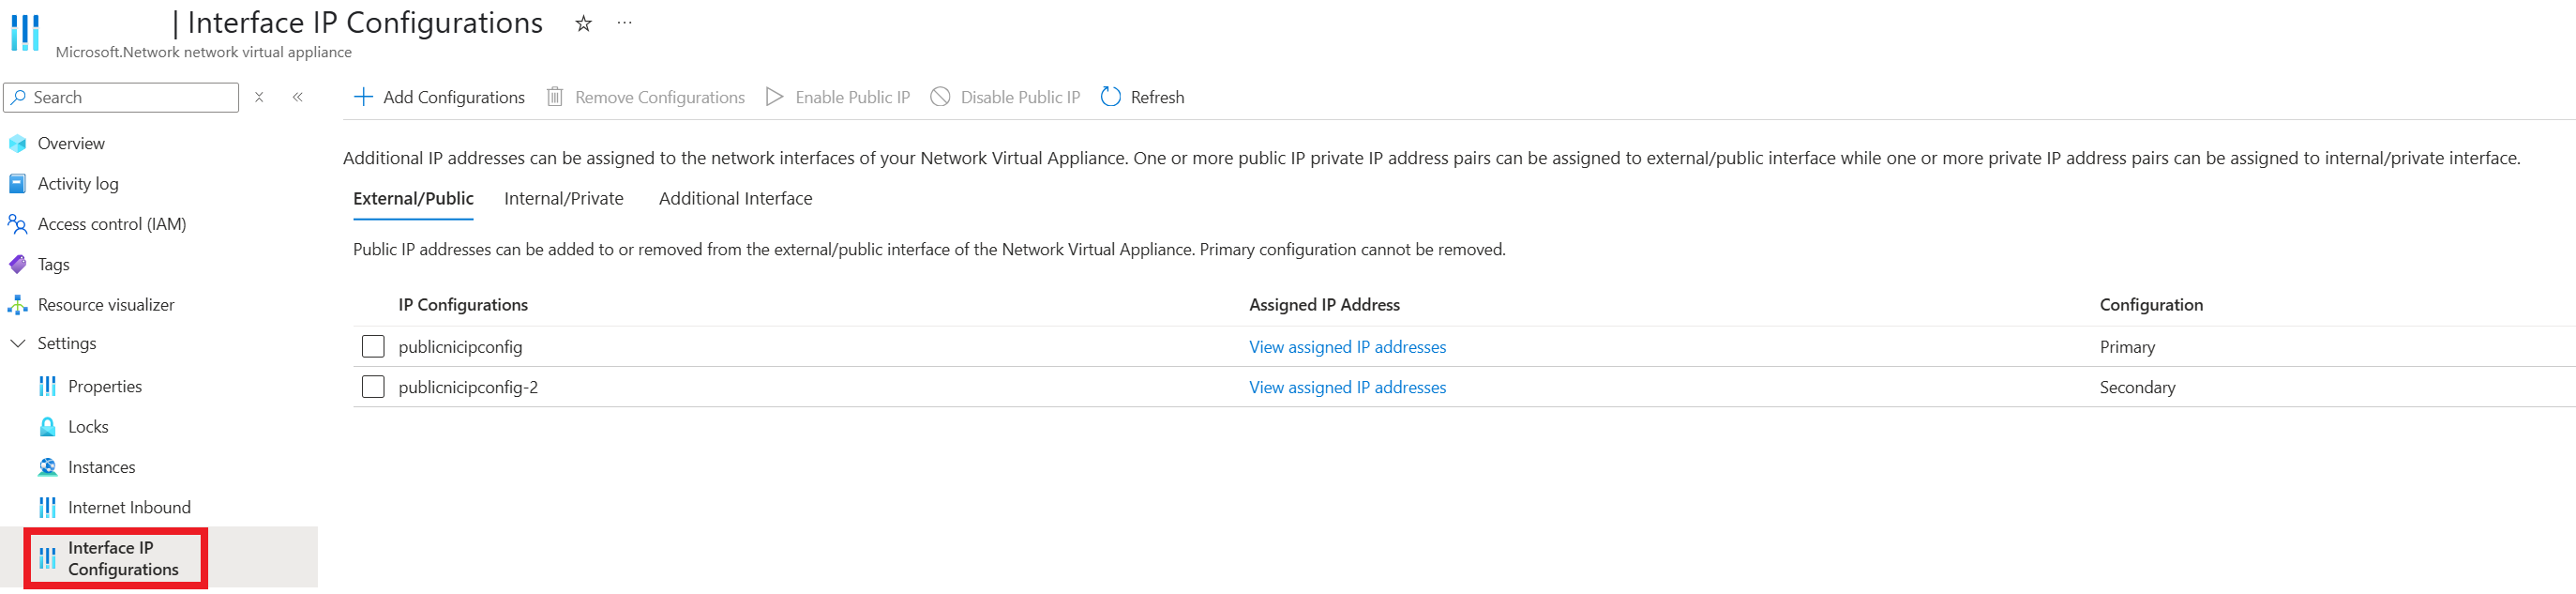 | Interface IP Configurations
Microsoft.Network network virtual appliance
Search
Add Configurations
Remove Configurations
Enable Public IP
Disable Public IP
Refresh
Overview
Activity log
Access control (IAM)
Tags
Resource visualizer
Settings
Properties
Locks
Instances
Internet Inbound
Interface IP
Configurations
Additional IP addresses can be assigned to the network interfaces of your Network Virtual Appliance. One or more public IP private IP address pairs can be assigned to external/public interface while one or more private IP address pairs can be assigned to internal/private interface.
External/Public Internal/Private Additional Interface
Public IP addresses can be added to or removed from the external/public interface of the Network Virtual Appliance. Primary configuration cannot be removed.
IP Configurations Assigned IP Address Configuration
publicnicipconfig View assigned IP addresses Primary
publicnicipconfig-2 View assigned IP addresses Secondary